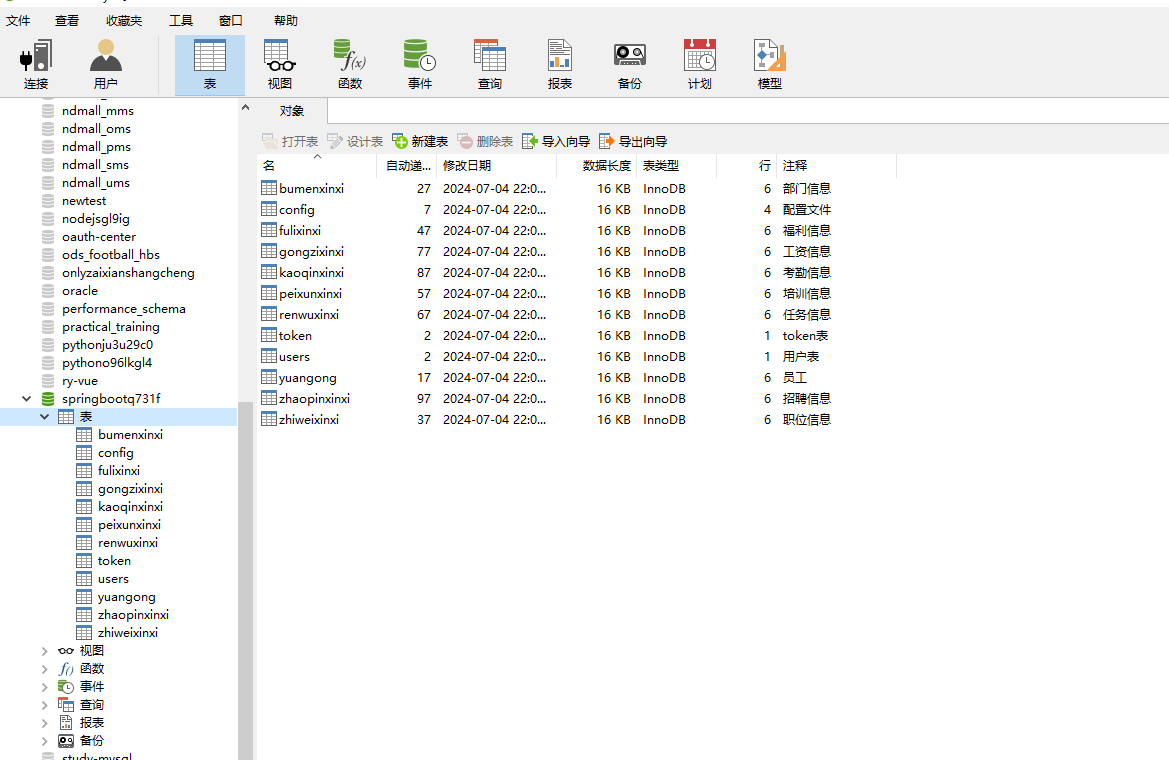 文件 查看 收藏夹 工具 窗口 帮助
连接 用户 表 视图 函数 事件 查询 报表 备份 计划 模型
ndmall_mms
ndmall_oms
ndmall_pms
ndmall_sms
ndmall_ums
newtest
nodejsgl9ig
oauth-center
ods_football_hbs
onlyzaixianshangcheng
oracle
performance_schema
practical_training
pythonju3u29c0
pythono96lkgl4
ry-vue
springbootq731f
表
bumenxinxi
config
fulixinxi
gongzixinxi
kaoqinxinxi
peixunxinxi
renwuxinxi
token
users
yuangong
zhaopinxinxi
zhiweixinxi
视图
函数
事件
查询
报表
备份
study-mysql
对象
打开表 设计表 新建表 删除表 导入向导 导出向导
名 自动递... 修改日期 数据长度 表类型 行 注释
bumenxinxi 27 2024-07-04 22:0... 16 KB InnoDB 6 部门信息
config 7 2024-07-04 22:0... 16 KB InnoDB 4 配置文件
fulixinxi 47 2024-07-04 22:0... 16 KB InnoDB 6 福利信息
gongzixinxi 77 2024-07-04 22:0... 16 KB InnoDB 6 工资信息
kaoqinxinxi 87 2024-07-04 22:0... 16 KB InnoDB 6 考勤信息
peixunxinxi 57 2024-07-04 22:0... 16 KB InnoDB 6 培训信息
renwuxinxi 67 2024-07-04 22:0... 16 KB InnoDB 6 任务信息
token 2 2024-07-04 22:0... 16 KB InnoDB 1 token表
users 2 2024-07-04 22:0... 16 KB InnoDB 1 用户表
yuangong 17 2024-07-04 22:0... 16 KB InnoDB 6 员工
zhaopinxinxi 97 2024-07-04 22:0... 16 KB InnoDB 6 招聘信息
zhiweixinxi 37 2024-07-04 22:0... 16 KB InnoDB 6 职位信息